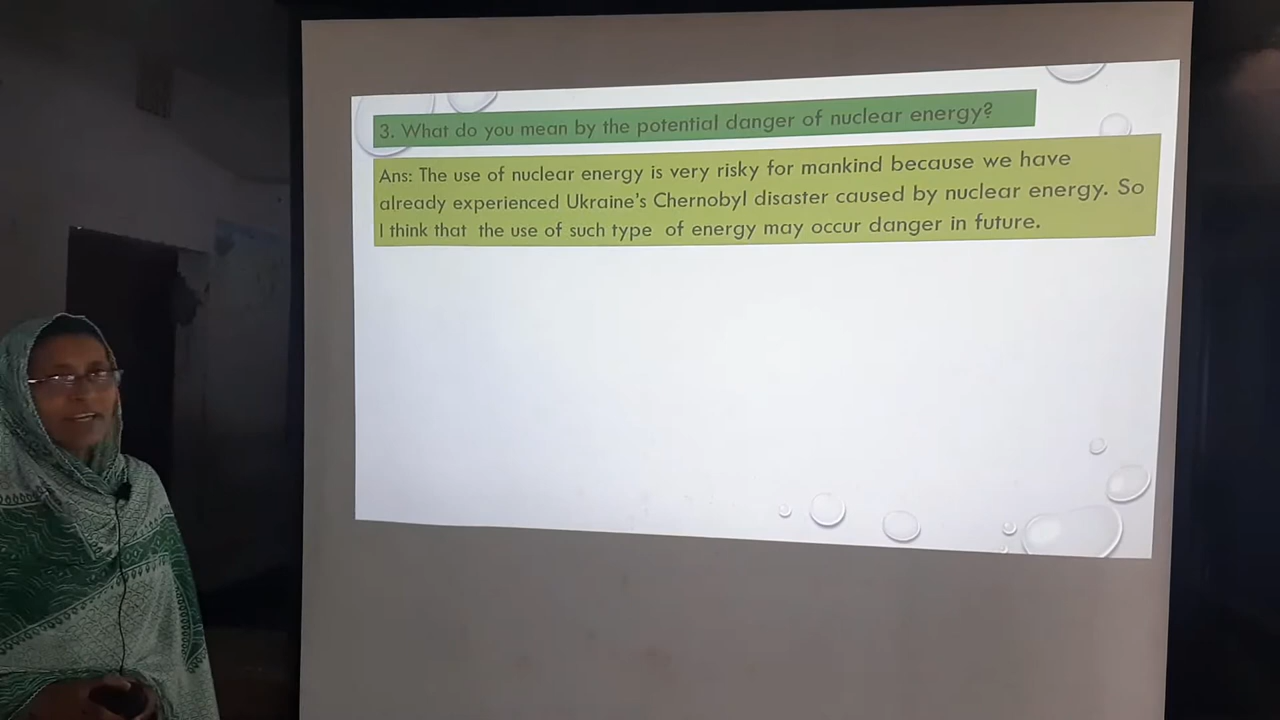 3. What do you mean by the potential danger of nuclear energy?
Ans: The use of nuclear energy is very risky for mankind because we have
already experienced Ukraine's Chernobyl disaster caused by nuclear energy. So
I think that the use of such type of energy may occur danger in future.